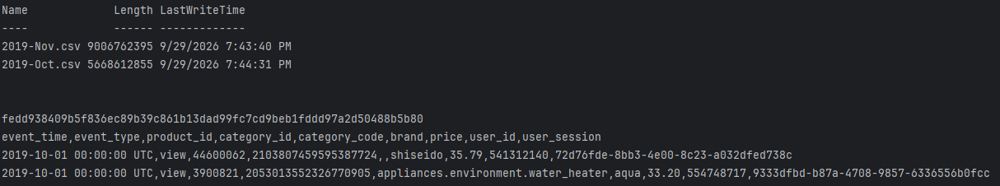 Name             Length LastWriteTime
----             ------ -------------
2019-Nov.csv 9006762395 9/29/2026 7:43:40 PM
2019-Oct.csv 5668612855 9/29/2026 7:44:31 PM
fedd938409b5f836ec89b39c861b13dad99fc7cd9beb1fddd97a2d50488b5b80
event_time,event_type,product_id,category_id,category_code,brand,price,user_id,user_session
2019-10-01 00:00:00 UTC,view,44600062,2103807459595387724,,shiseido,35.79,541312140,72d76fde-8bb3-4e00-8c23-a032dfed738c
2019-10-01 00:00:00 UTC,view,3900821,2053013552326770905,appliances.environment.water_heater,aqua,33.20,554748717,9333dfbd-b87a-4708-9857-6336556b0fcc